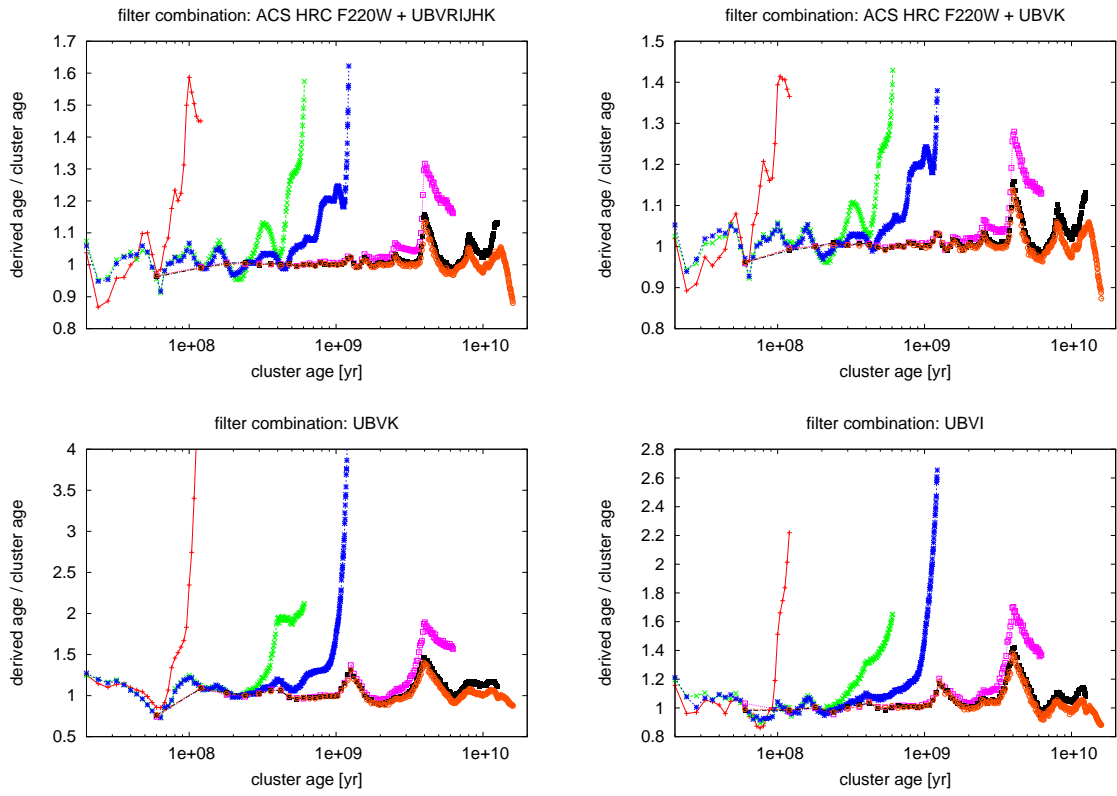 filter combination: ACS HRC F220W + UBVRIJHK
derived age / cluster age
1.7
1.6
1.5
1.4
1.3
1.2
1.1
1
0.9
0.8
1e+08 1e+09 1e+10
cluster age [yr]
filter combination: ACS HRC F220W + UBVK
derived age / cluster age
1.5
1.4
1.3
1.2
1.1
1
0.9
0.8
1e+08 1e+09 1e+10
cluster age [yr]
filter combination: UBVK
derived age / cluster age
4
3.5
3
2.5
2
1.5
1
0.5
1e+08 1e+09 1e+10
cluster age [yr]
filter combination: UBVI
derived age / cluster age
2.8
2.6
2.4
2.2
2
1.8
1.6
1.4
1.2
1
0.8
1e+08 1e+09 1e+10
cluster age [yr]